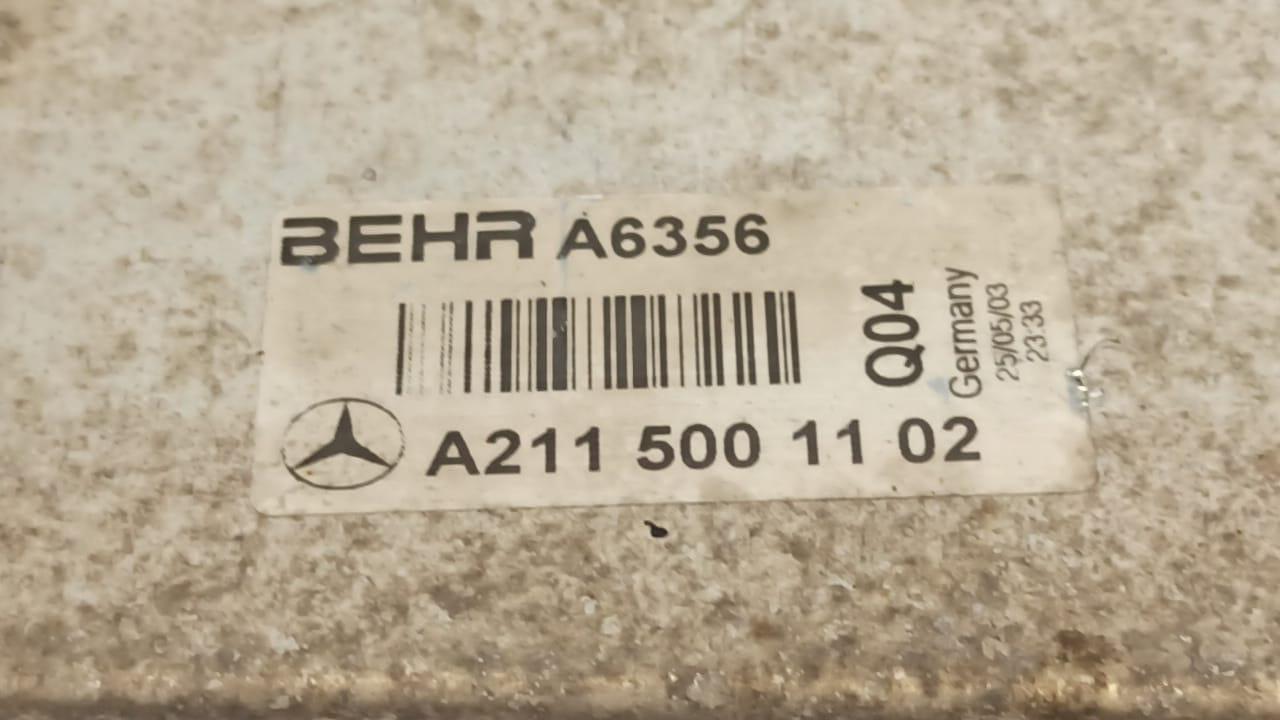 BEHR A6356
Q04
Germany
25/05/03
23:33
A211 500 11 02